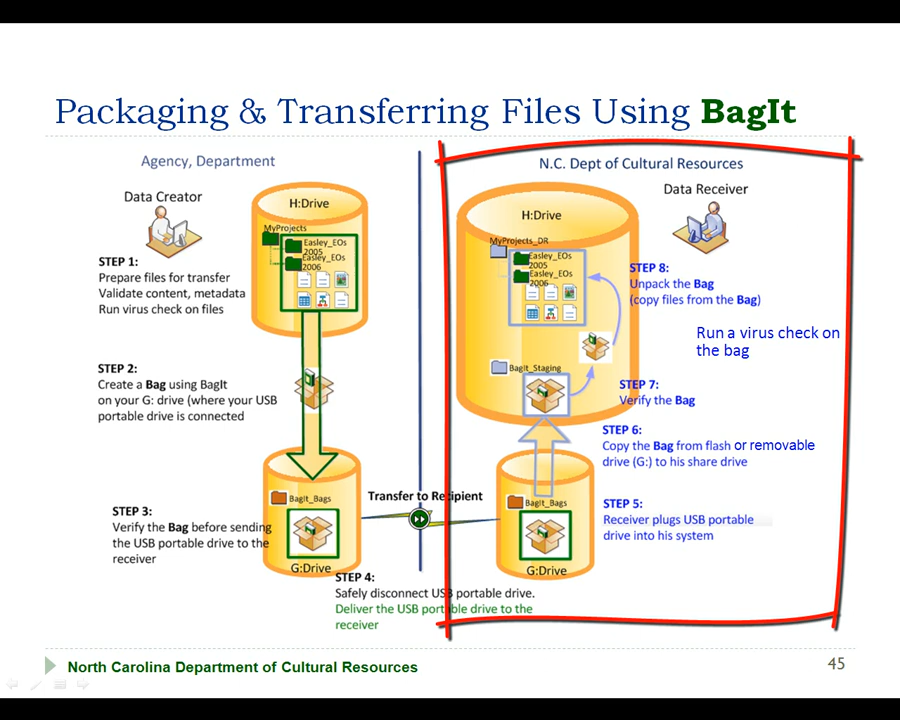 Packaging & Transferring Files Using BagIt
Agency, Department
Data Creator
STEP 1:
Prepare files for transfer
Validate content, metadata
Run virus check on files
H:Drive
MyProjects
Easley_EOs
2005
Easley_EOs
2006
STEP 2:
Create a Bag using BagIt
on your G: drive (where your USB
portable drive is connected
STEP 3:
Verify the Bag before sending
the USB portable drive to the
receiver
BagIt_Bags
G:Drive
Transfer to Recipient
STEP 4:
Safely disconnect USB portable drive.
Deliver the USB portable drive to the
receiver
N.C. Dept of Cultural Resources
Data Receiver
H:Drive
MyProjects_DR
Easley_EOs
2005
Easley_EOs
2006
STEP 8:
Unpack the Bag
(copy files from the Bag)
Run a virus check on
the bag
Bagit_Staging
STEP 7:
Verify the Bag
STEP 6:
Copy the Bag from flash or removable
drive (G:) to his share drive
BagIt_Bags
G:Drive
STEP 5:
Receiver plugs USB portable
drive into his system
North Carolina Department of Cultural Resources
45